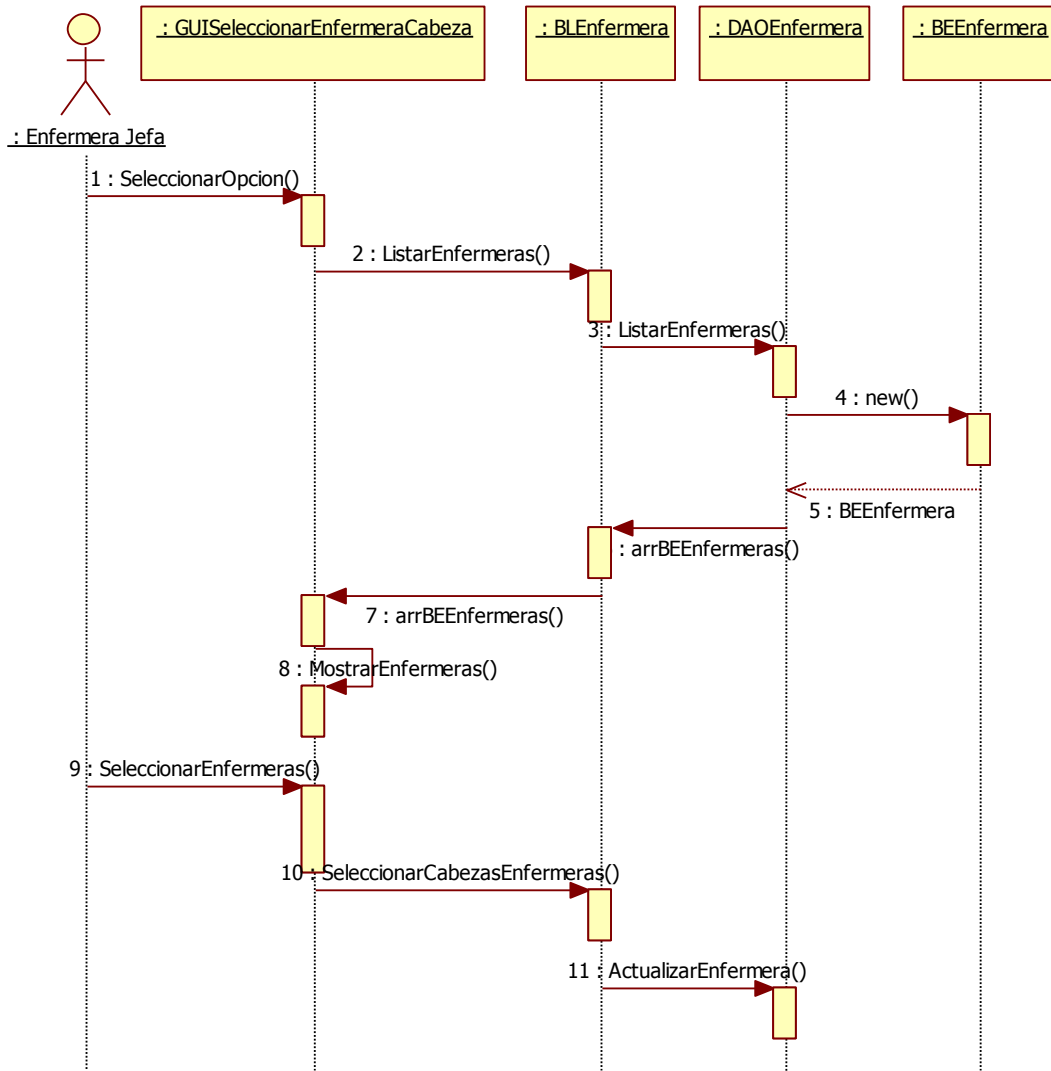 : GUISeleccionarEnfermeraCabeza
: BLEnfermera
: DAOEnfermera
: BEEnfermera
: Enfermera Jefa
1 : SeleccionarOpcion()
2 : ListarEnfermeras()
3 : ListarEnfermeras()
4 : new()
5 : BEEnfermera
: arrBEEnfermeras()
7 : arrBEEnfermeras()
8 : MostrarEnfermeras()
9 : SeleccionarEnfermeras()
10 : SeleccionarCabezasEnfermeras()
11 : ActualizarEnfermera()